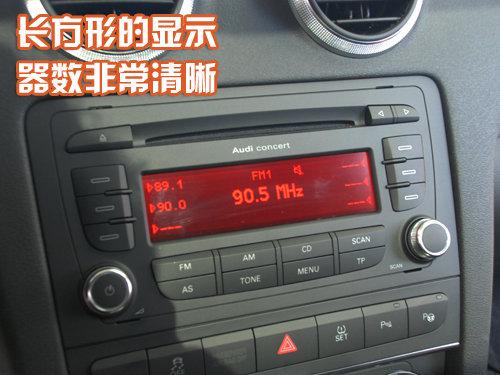 长方形的显示
器数非常清晰
Audi concert
FM1
89.1
90.0
90.5 MHz
FM
AM
CD
SCAN
AS
TONE
MENU
TP
SCAN
SET